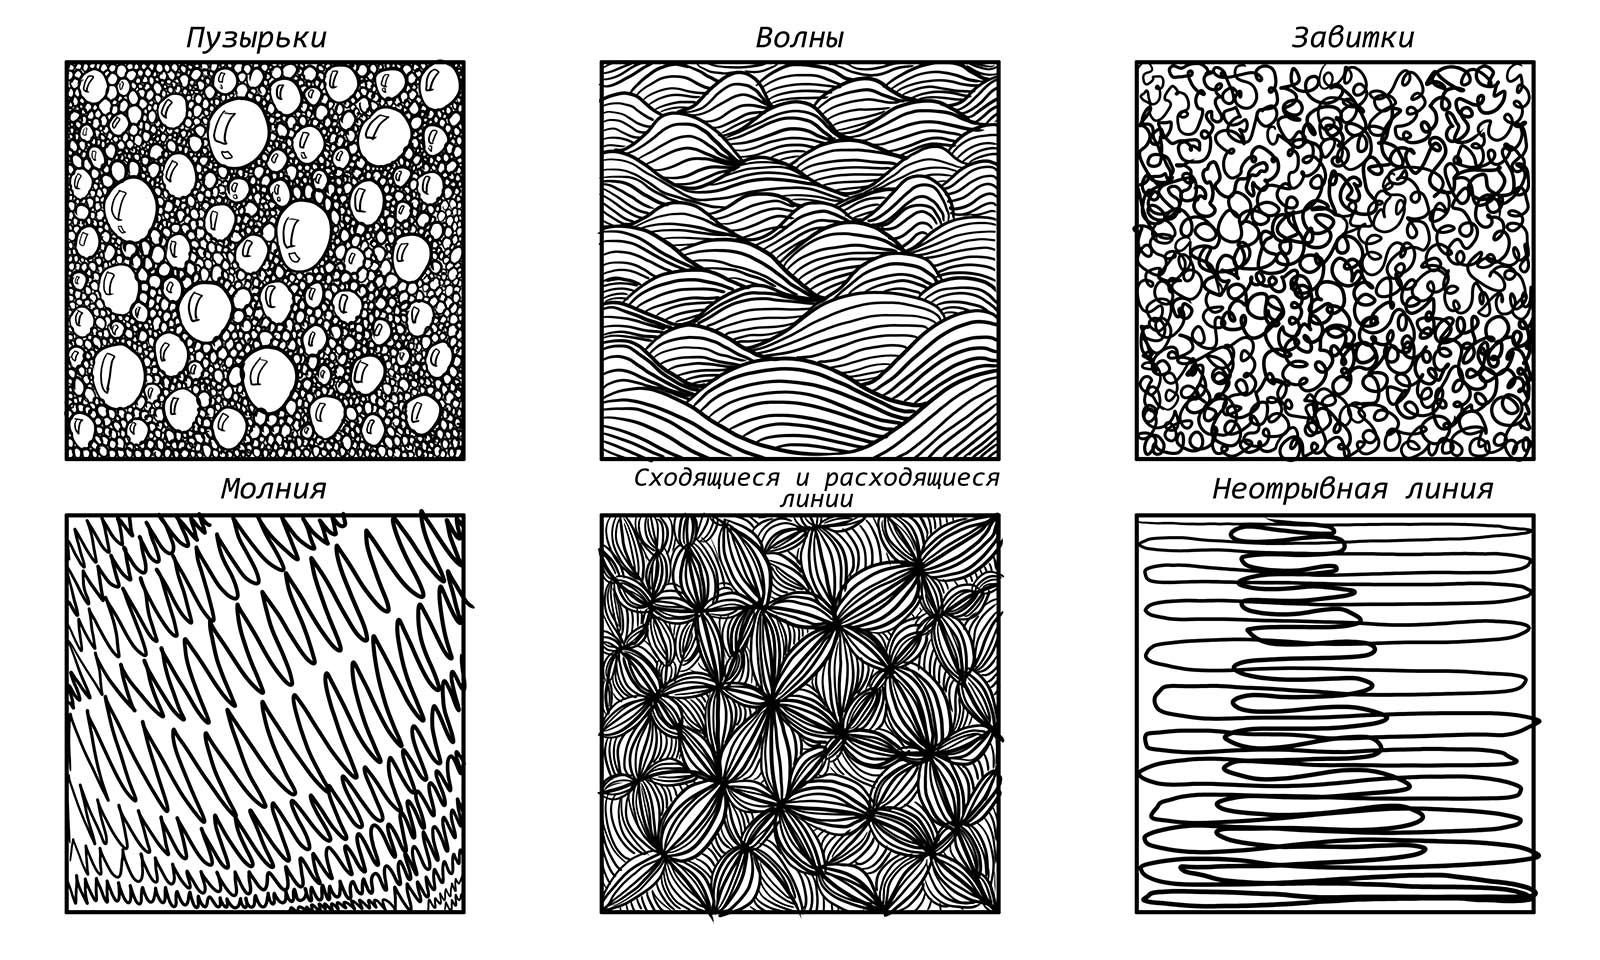 Пузырьки
Волны
Завитки
Молния
Сходящиеся и расходящиеся
линии
Неотрывная линия